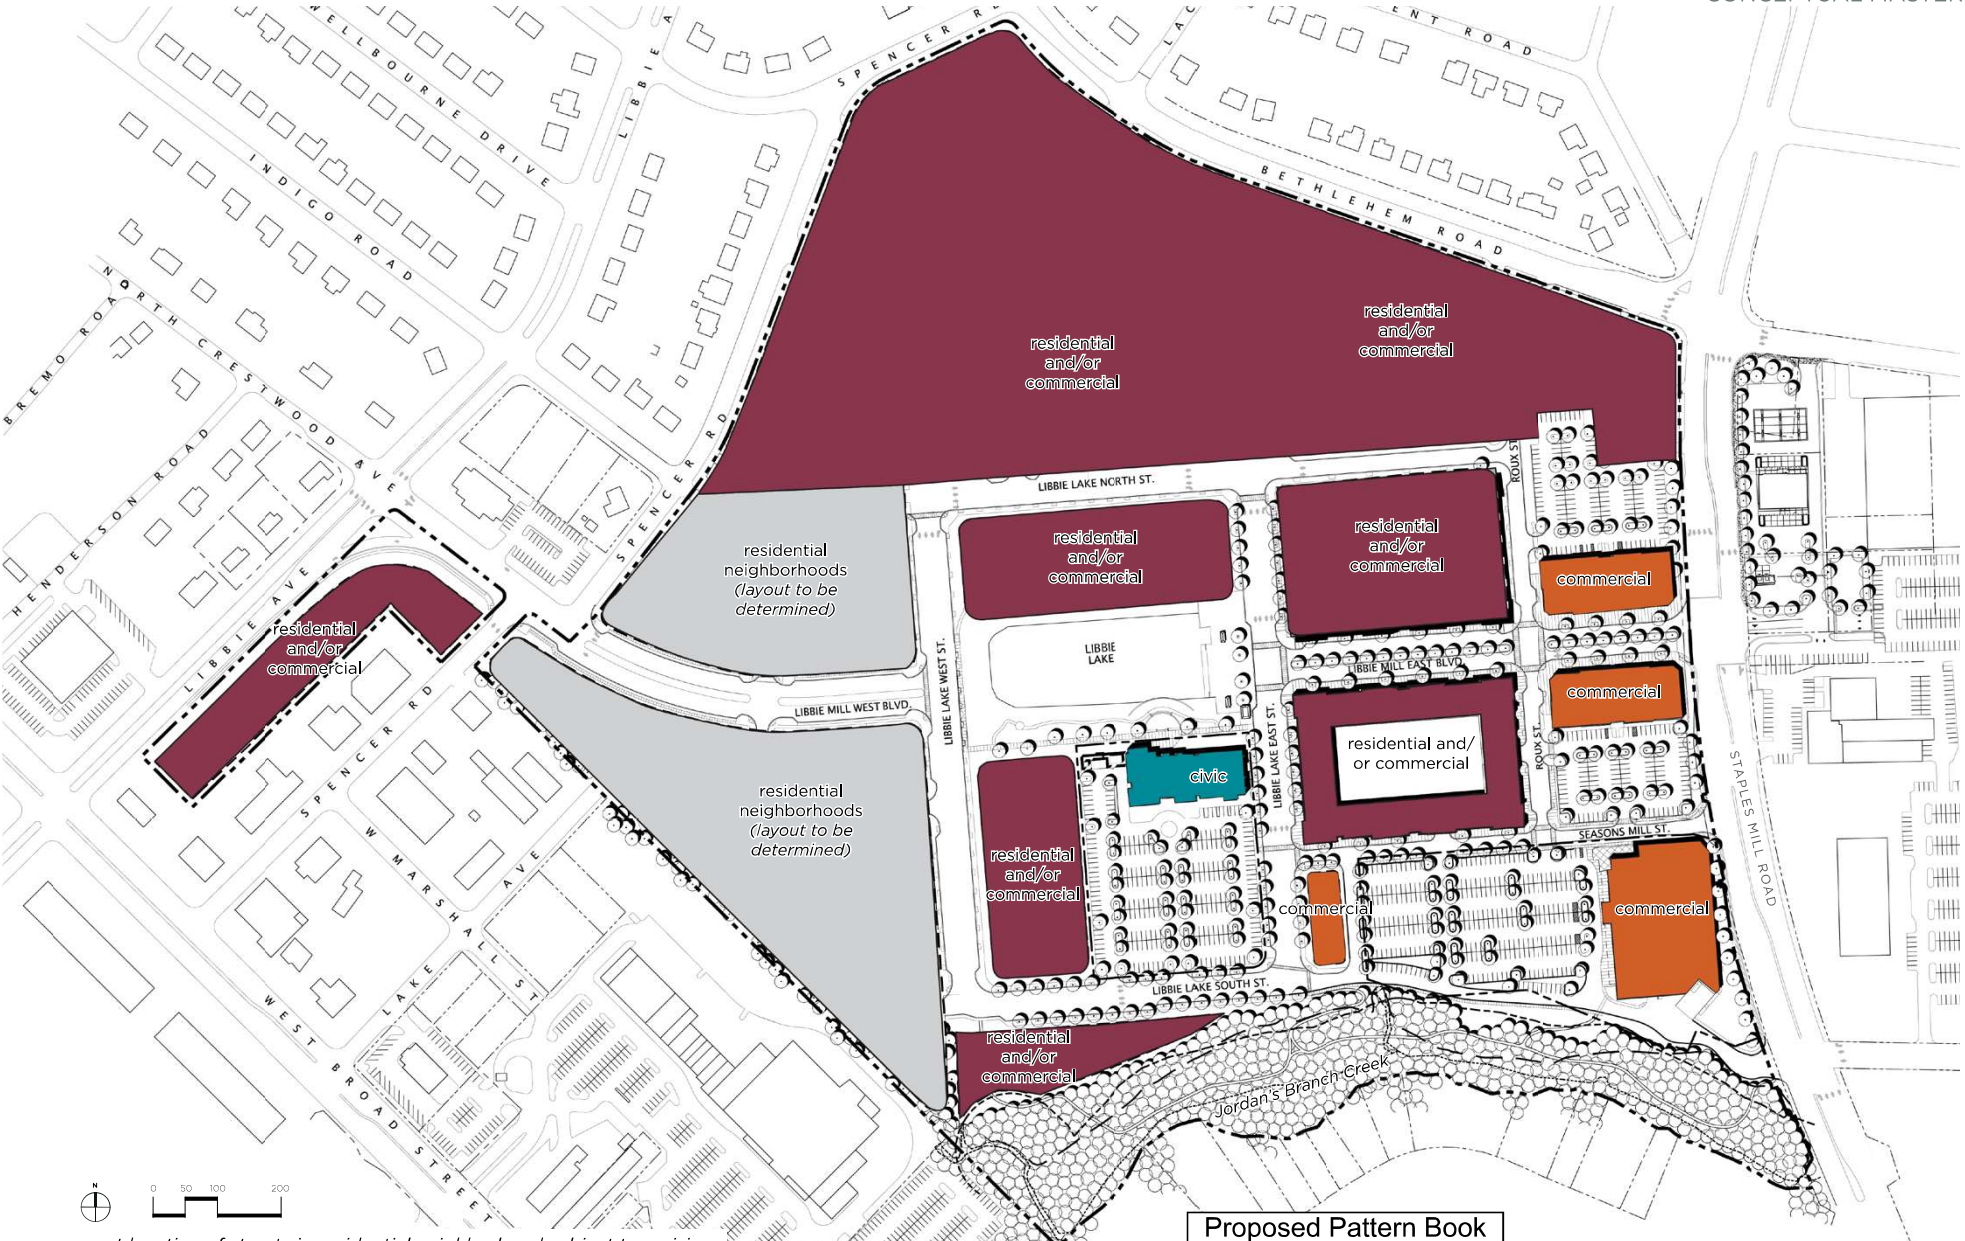 WELLBOURNE DRIVE
LIBBIE
SPENCER
ROAD
INDIGO ROAD
BETHLEHEM ROAD
NORTH CRESTWOOD AVE
BREMO ROAD
HENDERSON ROAD
residential
and/or
commercial
residential
and/or
commercial
SPENCER RD
LIBBIE LAKE NORTH ST.
ROUX ST.
residential
neighborhoods
(layout to be
determined)
residential
and/or
commercial
residential
and/or
commercial
commercial
LIBBIE AVE
residential
and/or
commercial
LIBBIE
LAKE
LIBBIE MILL EAST BLVD.
commercial
LIBBIE MILL WEST BLVD.
LIBBIE LAKE WEST ST.
LIBBIE LAKE EAST ST.
ROUX ST.
SPENCER RD
residential and/
or commercial
civic
residential
neighborhoods
(layout to be
determined)
STAPLES MILL ROAD
SEASONS MILL ST.
residential
and/or
commercial
commercial
commercial
MARSHALL ST
LAKE AVE
WEST BROAD STREET
LIBBIE LAKE SOUTH ST.
residential
and/or
commercial
Jordan's Branch Creek
N
0 50 100 200
Proposed Pattern Book